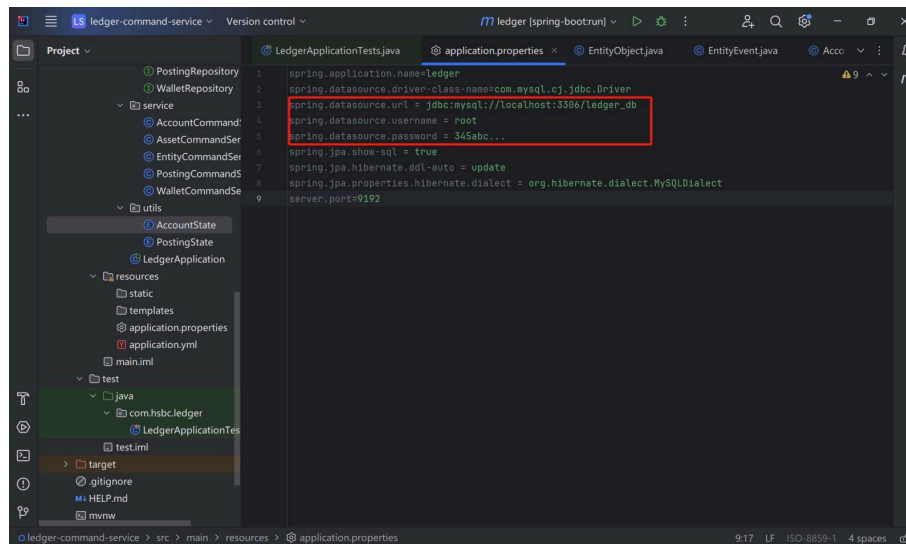 LS ledger-command-service Version control ledger [spring-boot:run]
Project
LedgerApplicationTests.java application.properties EntityObject.java EntityEvent.java Acco
PostingRepository
WalletRepository
service
AccountCommand
AssetCommandSer
EntityCommandSer
PostingCommandS
WalletCommandSe
utils
AccountState
PostingState
LedgerApplication
resources
static
templates
application.properties
application.yml
main.iml
test
java
com.hsbc.ledger
LedgerApplicationTes
test.iml
target
.gitignore
HELP.md
mvnw
1 spring.application.name=ledger
2 spring.datasource.driver-class-name=com.mysql.cj.jdbc.Driver
3 spring.datasource.url = jdbc:mysql://localhost:3306/ledger_db
4 spring.datasource.username = root
5 spring.datasource.password = 345abc...
6 spring.jpa.show-sql = true
7 spring.jpa.hibernate.ddl-auto = update
8 spring.jpa.properties.hibernate.dialect = org.hibernate.dialect.MySQLDialect
9 server.port=9192
9
ledger-command-service > src > main > resources > application.properties 9:17 LF ISO-8859-1 4 spaces